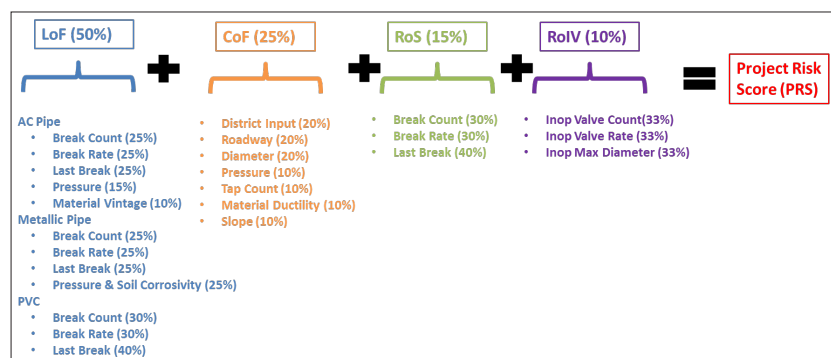 LoF (50%)
CoF (25%)
RoS (15%)
RoIV (10%)
Project Risk
Score (PRS)
AC Pipe
• Break Count (25%)
• Break Rate (25%)
• Last Break (25%)
• Pressure (15%)
• Material Vintage (10%)
Metallic Pipe
• Break Count (25%)
• Break Rate (25%)
• Last Break (25%)
• Pressure & Soil Corrosivity (25%)
PVC
• Break Count (30%)
• Break Rate (30%)
• Last Break (40%)
• District Input (20%)
• Roadway (20%)
• Diameter (20%)
• Pressure (10%)
• Tap Count (10%)
• Material Ductility (10%)
• Slope (10%)
• Break Count (30%)
• Break Rate (30%)
• Last Break (40%)
• Inop Valve Count(33%)
• Inop Valve Rate (33%)
• Inop Max Diameter (33%)